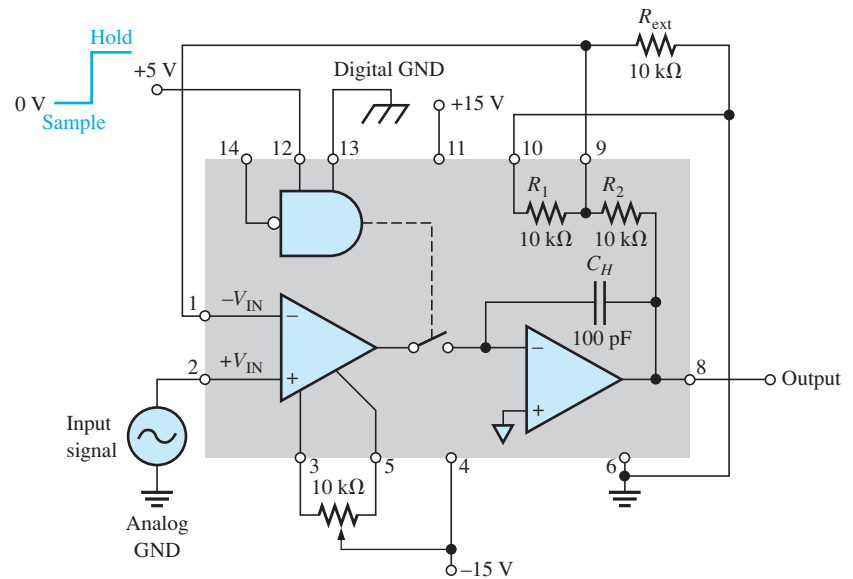 Hold
+5 V
0 V
Sample
Digital GND
+15 V
R_ext
10 kΩ
14
12
13
11
10
9
R_1
10 kΩ
R_2
10 kΩ
C_H
100 pF
1
−V_IN
−
2
+V_IN
+
−
+
8
Output
Input
signal
Analog
GND
3
5
4
6
10 kΩ
–15 V